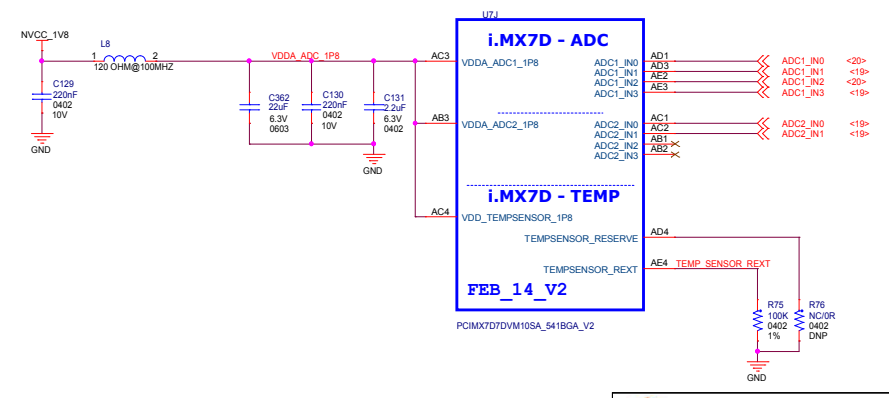 U7J
i.MX7D - ADC
NVCC_1V8
L8
1 2
120 OHM@100MHZ
VDDA_ADC_1P8
AC3
VDDA_ADC1_1P8
ADC1_IN0
AD1
ADC1_IN0 <20>
ADC1_IN1
AD3
ADC1_IN1 <19>
ADC1_IN2
AE2
ADC1_IN2 <20>
ADC1_IN3
AE3
ADC1_IN3 <19>
C129
220nF
0402
10V
GND
C362
22uF
6.3V
0603
C130
220nF
0402
10V
C131
2.2uF
6.3V
0402
GND
AB3
VDDA_ADC2_1P8
ADC2_IN0
AC1
ADC2_IN0 <19>
ADC2_IN1
AC2
ADC2_IN1 <19>
ADC2_IN2
AB1
ADC2_IN3
AB2
i.MX7D - TEMP
AC4
VDD_TEMPSENSOR_1P8
TEMPSENSOR_RESERVE
AD4
TEMPSENSOR_REXT
AE4
TEMP_SENSOR_REXT
FEB_14_V2
PCIMX7D7DVM10SA_541BGA_V2
R75
100K
0402
1%
R76
NC/0R
0402
DNP
GND